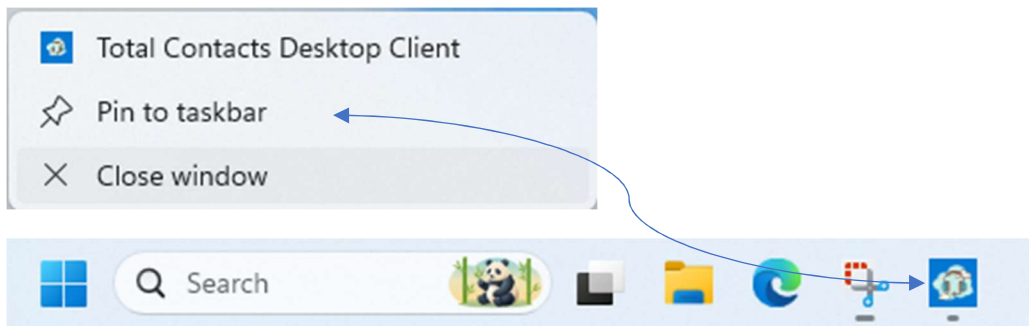 Total Contacts Desktop Client
Pin to taskbar
Close window
Search